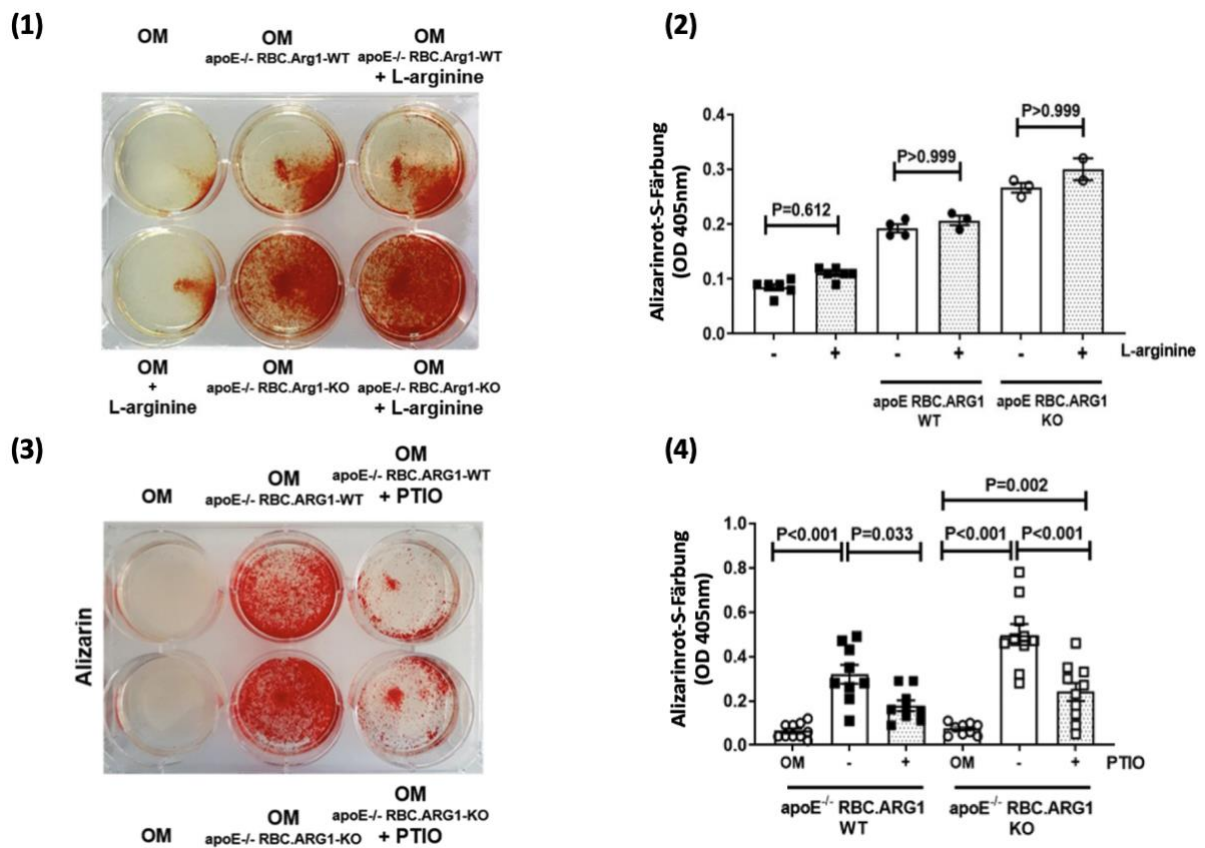 (1)
OM
OM
apoE-/- RBC.Arg1-WT
OM
apoE-/- RBC.Arg1-WT
+ L-arginine
OM
+
L-arginine
OM
apoE-/- RBC.Arg1-KO
OM
apoE-/- RBC.Arg1-KO
+ L-arginine
(2)
Alizarinrot-S-Färbung
(OD 405nm)
0.4
0.3
0.2
0.1
0.0
P=0.612
P>0.999
P>0.999
- + - + - + L-arginine
apoE RBC.ARG1
WT
apoE RBC.ARG1
KO
(3)
Alizarin
OM
OM
apoE-/- RBC.ARG1-WT
OM
apoE-/- RBC.ARG1-WT
+ PTIO
OM
OM
apoE-/- RBC.ARG1-KO
OM
apoE-/- RBC.ARG1-KO
+ PTIO
(4)
Alizarinrot-S-Färbung
(OD 405nm)
1.0
0.8
0.6
0.4
0.2
0.0
P=0.002
P<0.001 P=0.033 P<0.001 P<0.001
OM - + OM - + PTIO
apoE-/- RBC.ARG1
WT
apoE-/- RBC.ARG1
KO